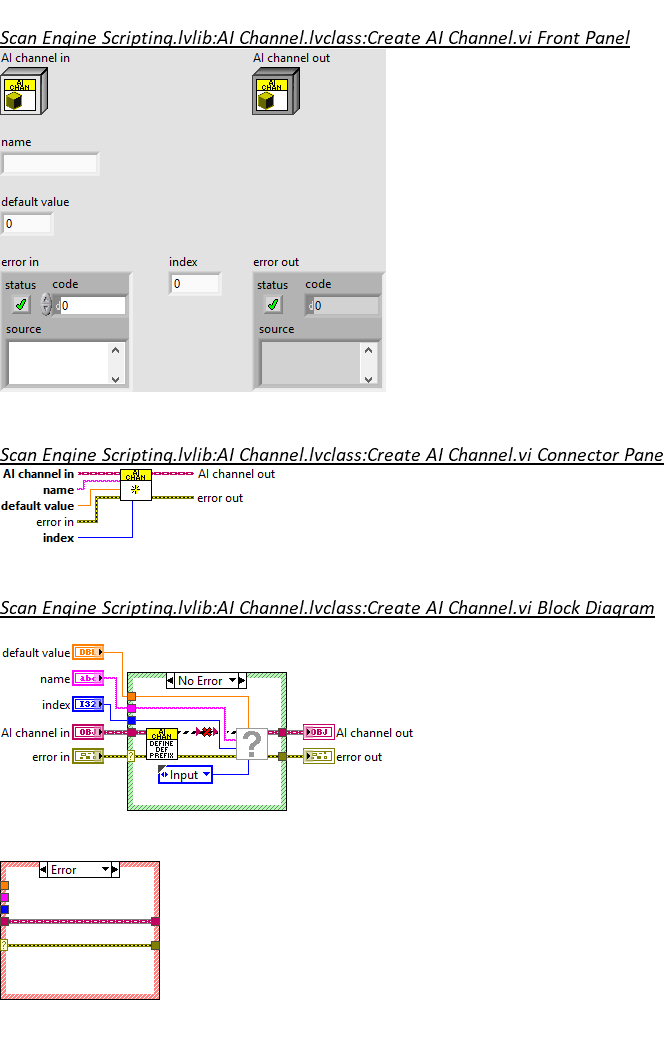 Scan Engine Scripting.lvlib:AI Channel.lvclass:Create AI Channel.vi Front Panel
AI channel in
AI channel out
AI
CHAN
AI
CHAN
name
default value
0
error in
index
error out
status
code
0
status
code
d0
d0
source
source
Scan Engine Scripting.lvlib:AI Channel.lvclass:Create AI Channel.vi Connector Pane
AI channel in
AI
CHAN
AI channel out
name
error out
default value
error in
index
Scan Engine Scripting.lvlib:AI Channel.lvclass:Create AI Channel.vi Block Diagram
default value
DBL
name
abc
No Error
index
I32
AI channel in
OBJ
AI
CHAN
DEFINE
DEF
PREFIX
?
OBJ
AI channel out
error in
?
error out
Input
Error
?